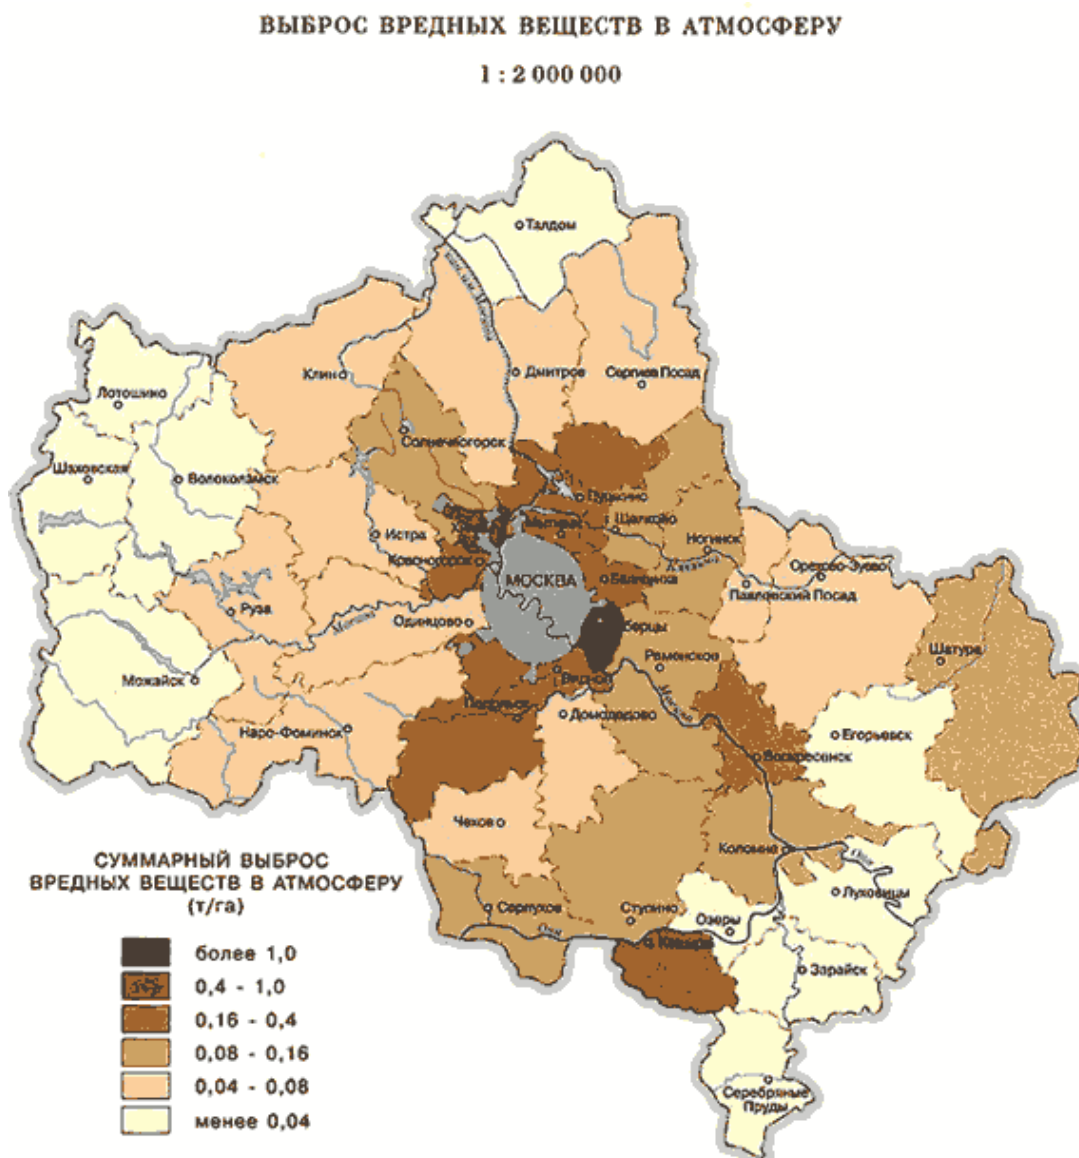 ВЫБРОС ВРЕДНЫХ ВЕЩЕСТВ В АТМОСФЕРУ
1 : 2 000 000
Талдом
Клин
Дмитров
Сергиев Посад
Лотошино
Солнечногорск
Шаховская
Волоколамск
Пушкино
Щелково
Истра
Ногинск
Красногорск
МОСКВА
Балашиха
Орехово-Зуево
Павловский Посад
Руза
Москва
Одинцово
берцы
Раменское
Шатура
Можайск
Подольск
Домодедово
Москва
Наро-Фоминск
Егорьевск
Воскресенск
Чехов
Коломна
Ока
СУММАРНЫЙ ВЫБРОС
ВРЕДНЫХ ВЕЩЕСТВ В АТМОСФЕРУ
(т/га)
Луховицы
Серпухов
Ступино
Озеры
Ока
Кашира
Зарайск
более 1,0
0,4 - 1,0
0,16 - 0,4
0,08 - 0,16
0,04 - 0,08
менее 0,04
Серебряные
Пруды